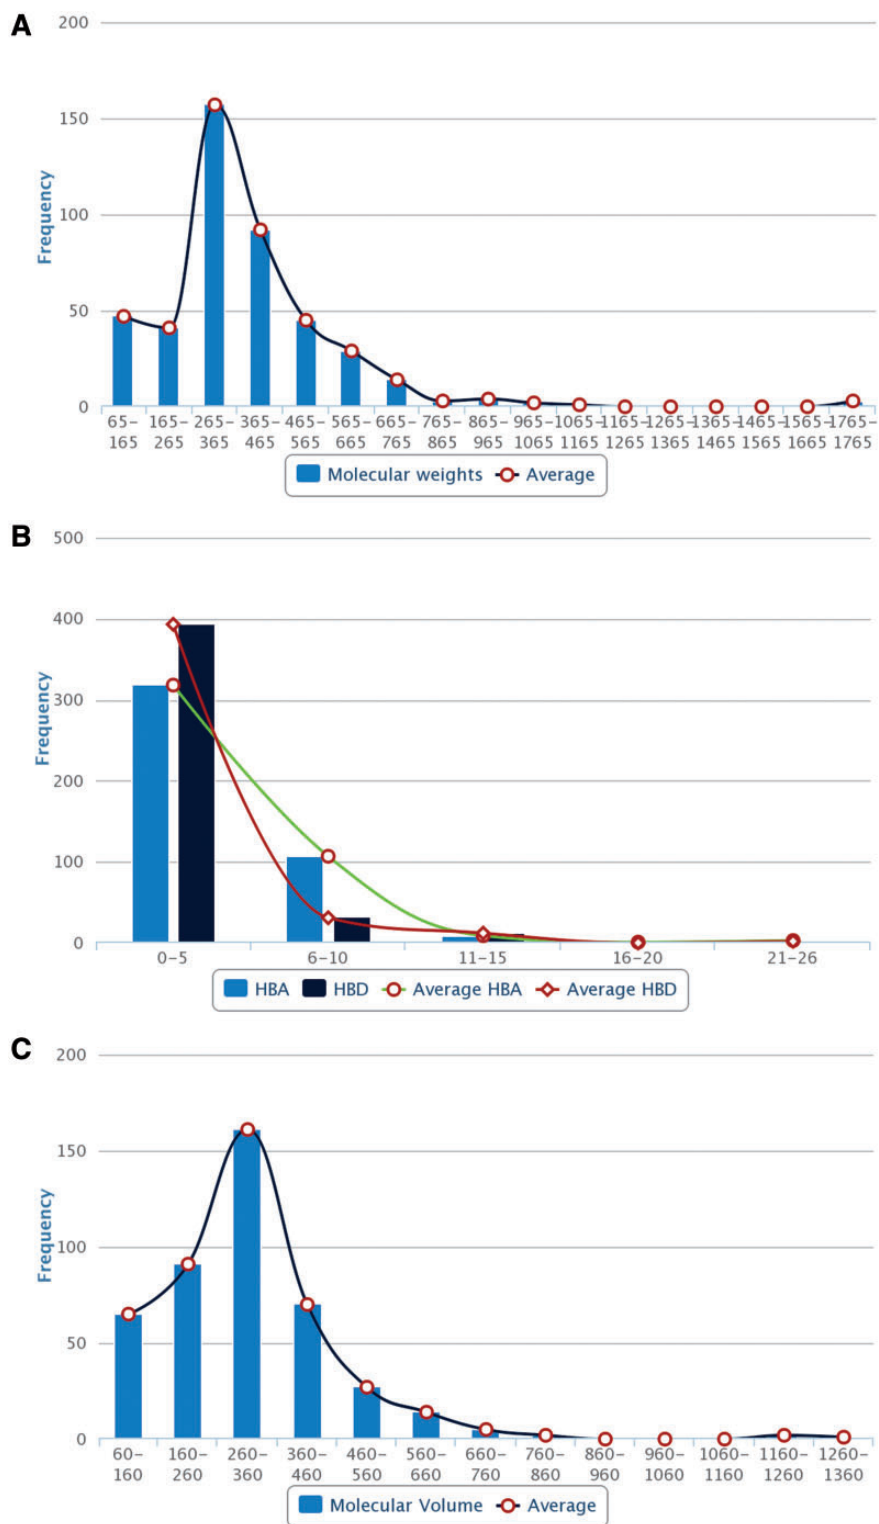 A
200
150
100
50
0
Frequency
65– 165– 265– 365– 465– 565– 665– 765– 865– 965– 1065– 1165– 1265– 1365– 1465– 1565– 1765–
165 265 365 465 565 665 765 865 965 1065 1165 1265 1365 1465 1565 1665 1765
Molecular weights Average
B
500
400
300
200
100
0
Frequency
0–5 6–10 11–15 16–20 21–26
HBA HBD Average HBA Average HBD
C
200
150
100
50
0
Frequency
60– 160– 260– 360– 460– 560– 660– 760– 860– 960– 1060– 1160– 1260–
160 260 360 460 560 660 760 860 960 1060 1160 1260 1360
Molecular Volume Average